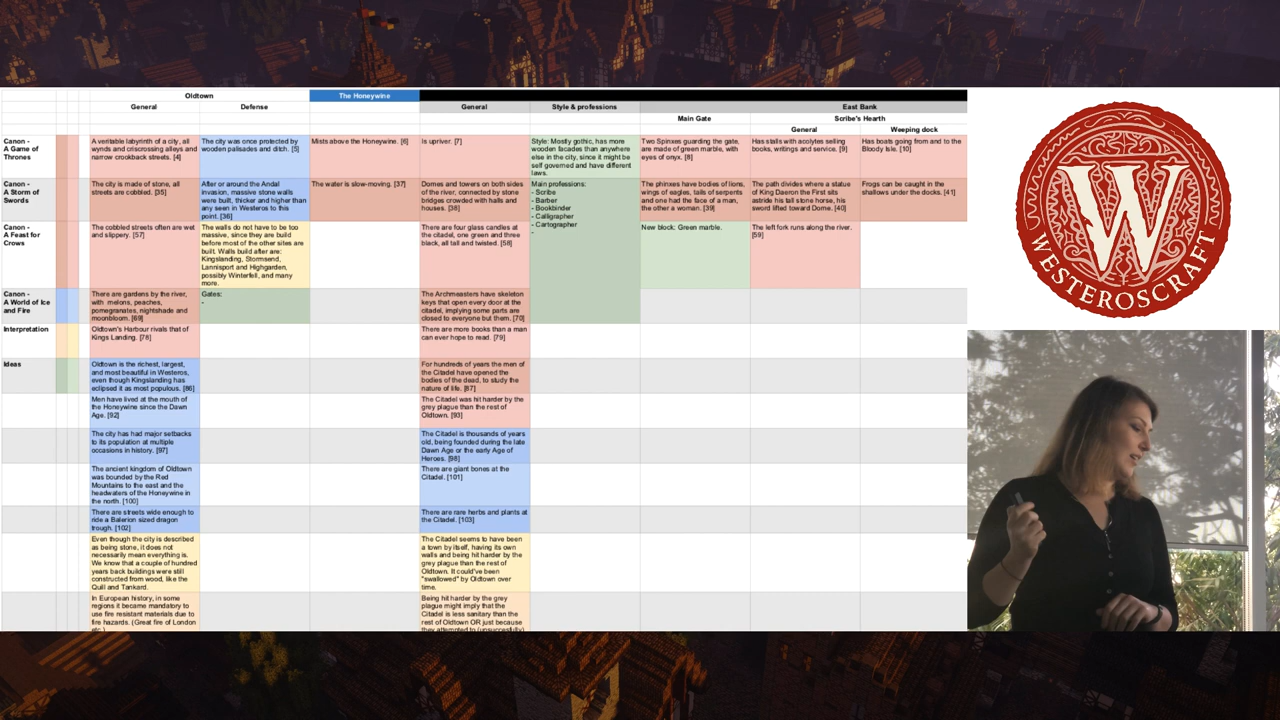 Oldtown
The Honeywine
General
Defense
General
Style & professions
East Bank
Main Gate
Scribe's Hearth
General
Weeping dock
Canon -
A Game of
Thrones
A veritable labyrinth of a city, all
wynds and crisscrossing alleys and
narrow crookback streets. [4]
The city was once protected by
wooden palisades and ditch. [5]
Mists above the Honeywine. [6]
Is upriver. [7]
Style: Mostly gothic, has more
wooden facades than anywhere
else in the city, since it might be
self governed and have different
laws.
Two Spinxes guarding the gate,
are made of green marble, with
eyes of onyx. [8]
Has stalls with acolytes selling
books, writings and service. [9]
Has boats going from and to the
Bloody Isle. [10]
Canon -
A Storm of
Swords
The city is made of stone, all
streets are cobbled. [35]
After or around the Andal
Invasion, massive stone walls
were built, thicker and higher than
any seen in Westeros to this
point. [36]
The water is slow-moving. [37]
Domes and towers on both sides
of the river, connected by stone
bridges crowded with halls and
houses. [38]
Main professions:
- Scribe
- Barber
- Bookbinder
- Calligrapher
- Cartographer
-
The phinxes have bodies of lions,
wings of eagles, tails of serpents
and one had the face of a man,
the other a woman. [39]
The path divides where a statue
of King Daeron the First sits
astride his tall stone horse, his
sword lifted toward Dorne. [40]
Frogs can be caught in the
shallows under the docks. [41]
Canon -
A Feast for
Crows
The cobbled streets often are wet
and slippery. [57]
The walls do not have to be too
massive, since they are build
before most of the other sites are
built. Walls build after are:
Kingslanding, Stormsend,
Lannisport and Highgarden,
possibly Winterfell, and many
more.
There are four glass candles at
the citadel, one green and three
black, all tall and twisted. [58]
New block: Green marble.
The left fork runs along the river.
[59]
Canon -
A World of Ice
and Fire
There are gardens by the river,
with melons, peaches,
pomegranates, nightshade and
moonbloom. [69]
Gates:
-
The Archmeasters have skeleton
keys that open every door at the
citadel, implying some parts are
closed to everyone but them. [70]
Interpretation
Oldtown's Harbour rivals that of
Kings Landing. [78]
There are more books than a man
can ever hope to read. [79]
Ideas
Oldtown is the richest, largest,
and most beautiful in Westeros,
even though Kingslanding has
eclipsed it as most populous. [86]
For hundreds of years the men of
the Citadel have opened the
bodies of the dead, to study the
nature of life. [87]
Men have lived at the mouth of
the Honeywine since the Dawn
Age. [92]
The Citadel was hit harder by the
grey plague than the rest of
Oldtown. [93]
The city has had major setbacks
to its population at multiple
occasions in history. [97]
The Citadel is thousands of years
old, being founded during the late
Dawn Age or the early Age of
Heroes. [98]
The ancient kingdom of Oldtown
was bounded by the Red
Mountains to the east and the
headwaters of the Honeywine in
the north. [100]
There are giant bones at the
Citadel. [101]
There are streets wide enough to
ride a Balerion sized dragon
trough. [102]
There are rare herbs and plants at
the Citadel. [103]
Even though the city is described
as being stone, it does not
necessarily mean everything is.
We know that a couple of hundred
years back buildings were still
constructed from wood, like the
Quill and Tankard.
The Citadel seems to have been
a town by itself, having its own
walls and being hit harder by the
grey plague than the rest of
Oldtown. It could've been
"swallowed" by Oldtown over
time.
In European history, in some
regions it became mandatory to
use fire resistant materials due to
fire hazards. (Great fire of London
etc.)
Being hit harder by the grey
plague might imply that the
Citadel is less sanitary than the
rest of Oldtown OR just because
they attempted to (unsuccesfully)
W
WESTEROSCRAFT